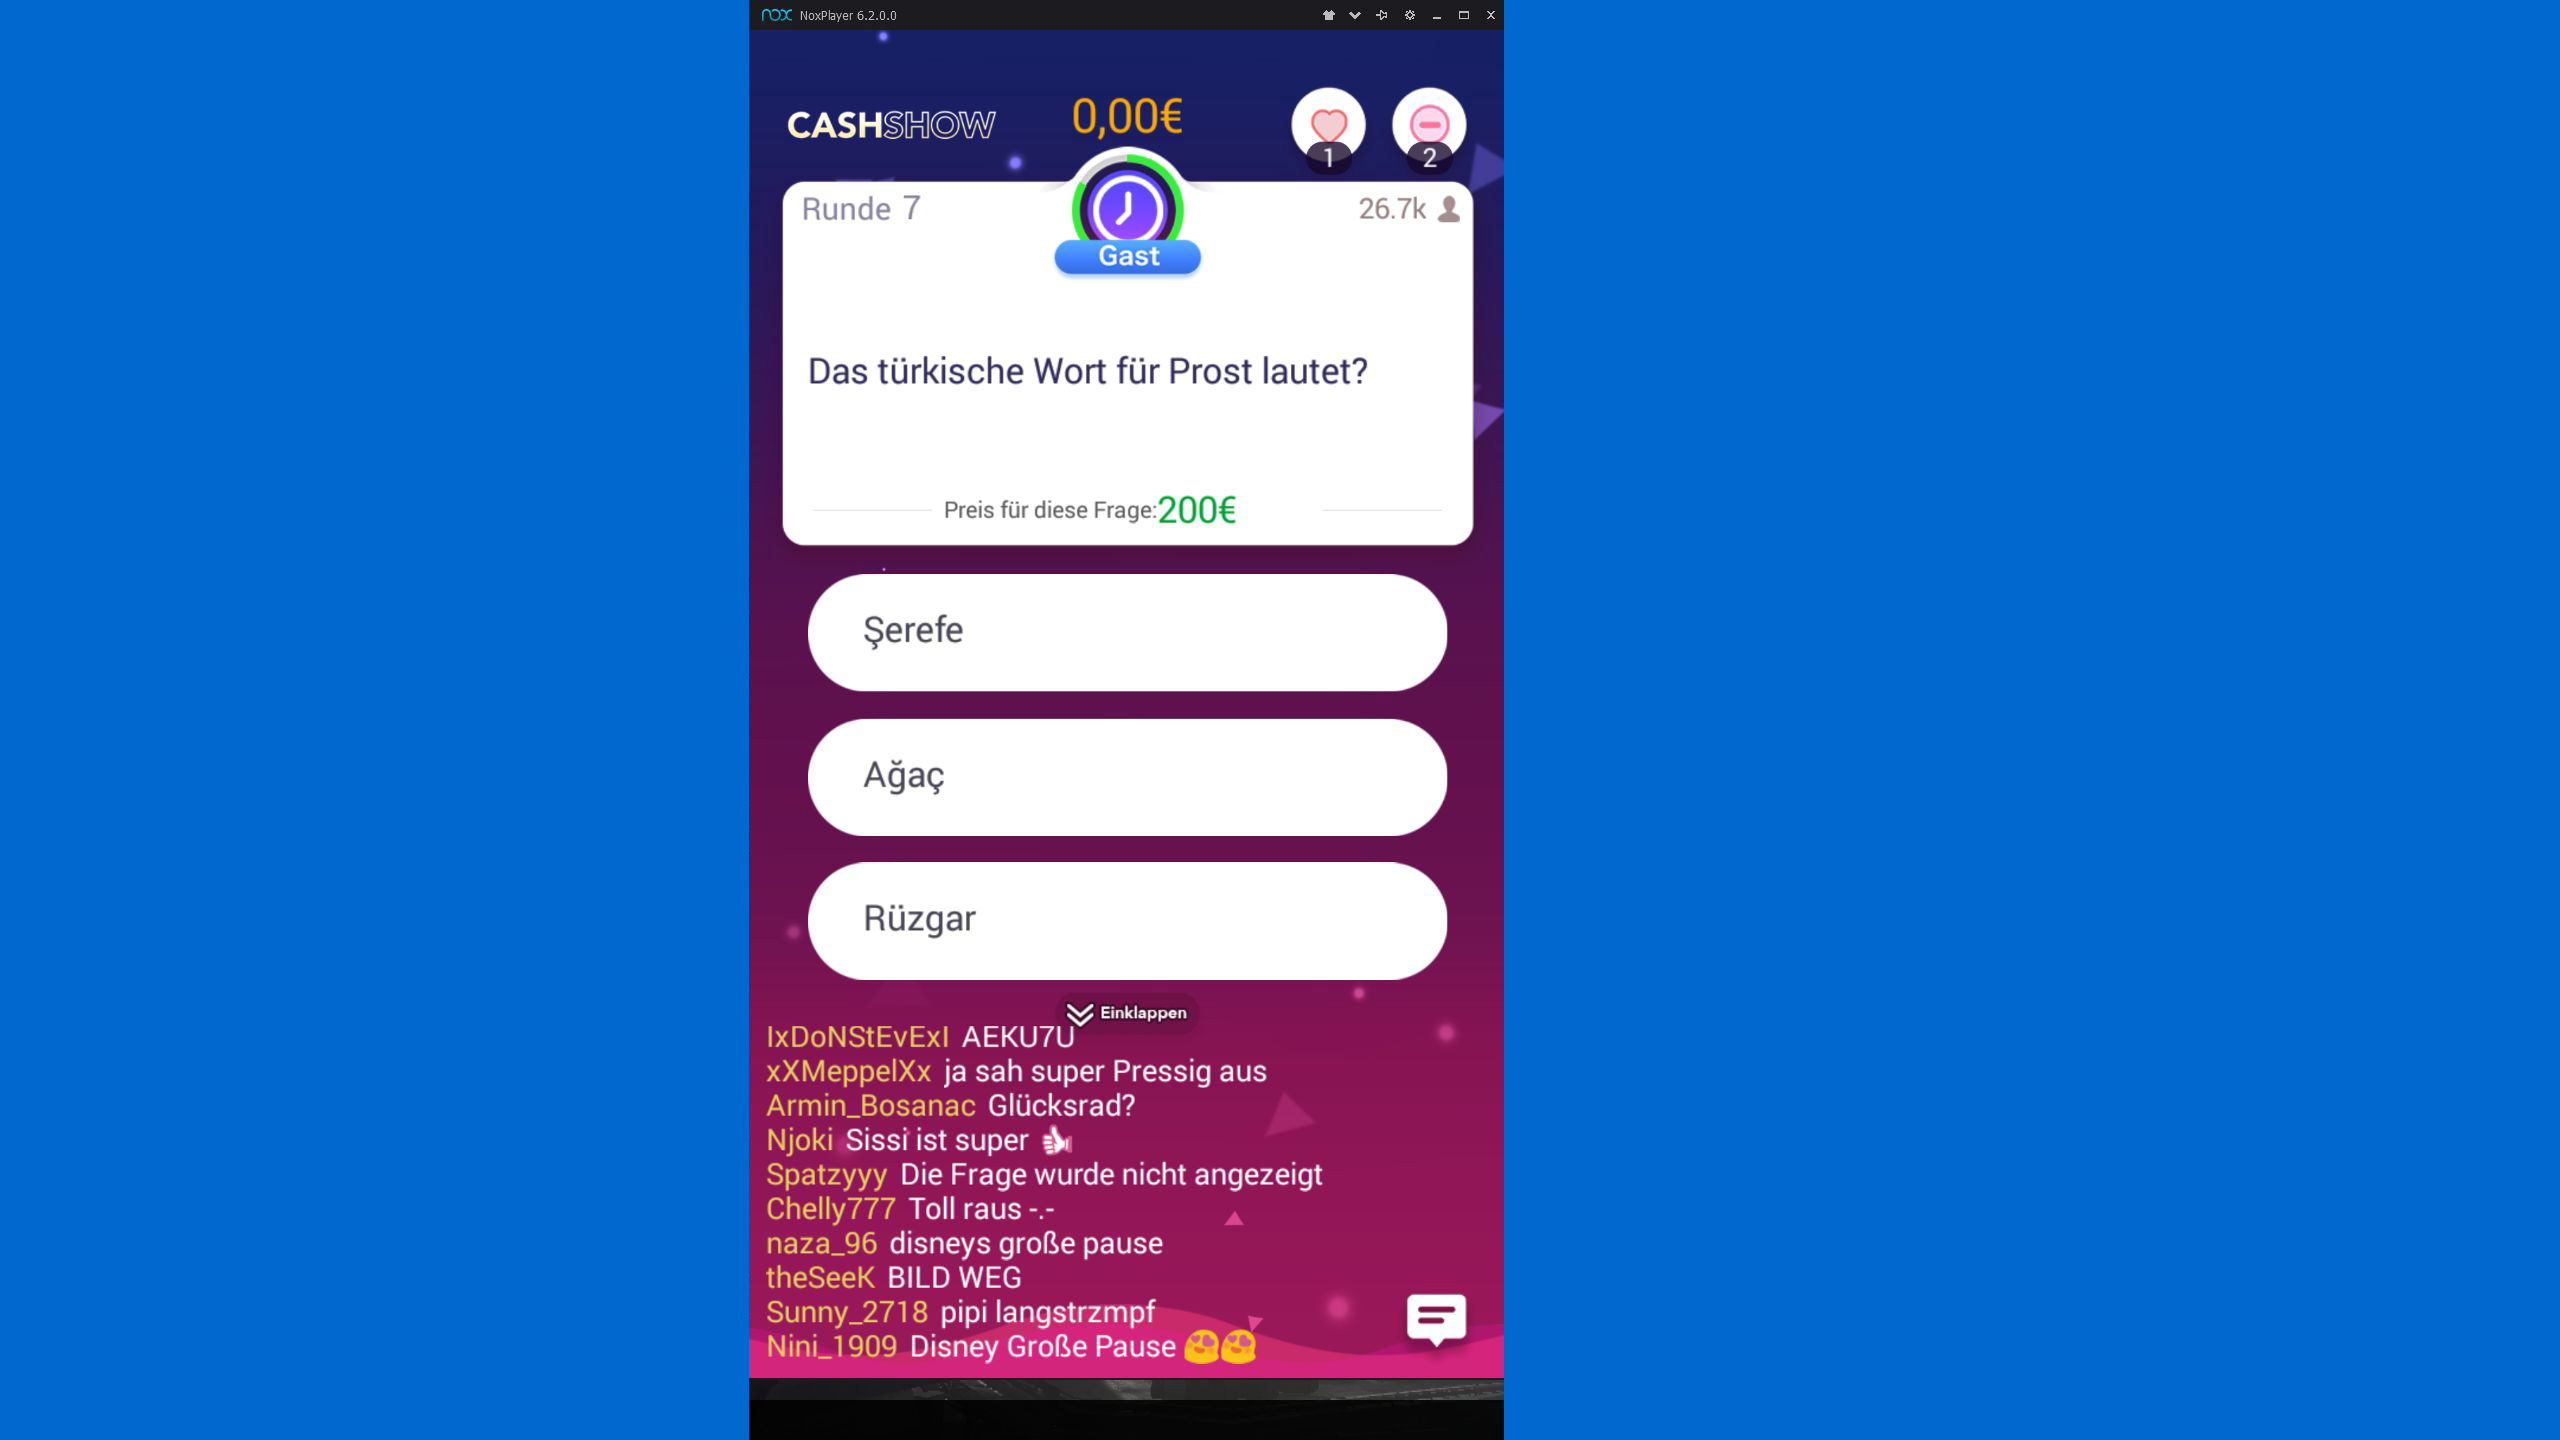 nox NoxPlayer 6.2.0.0
CASHSHOW
0,00€
1
2
Runde 7
26.7k
Gast
Das türkische Wort für Prost lautet?
Preis für diese Frage:200€
Şerefe
Ağaç
Rüzgar
Einklappen
IxDoNStEvExI AEKU7U
xXMeppelXx ja sah super Pressig aus
Armin_Bosanac Glücksrad?
Njoki Sissi ist super 👍
Spatzyyy Die Frage wurde nicht angezeigt
Chelly777 Toll raus -.-
naza_96 disneys große pause
theSeeK BILD WEG
Sunny_2718 pipi langstrzmpf
Nini_1909 Disney Große Pause 😍😍